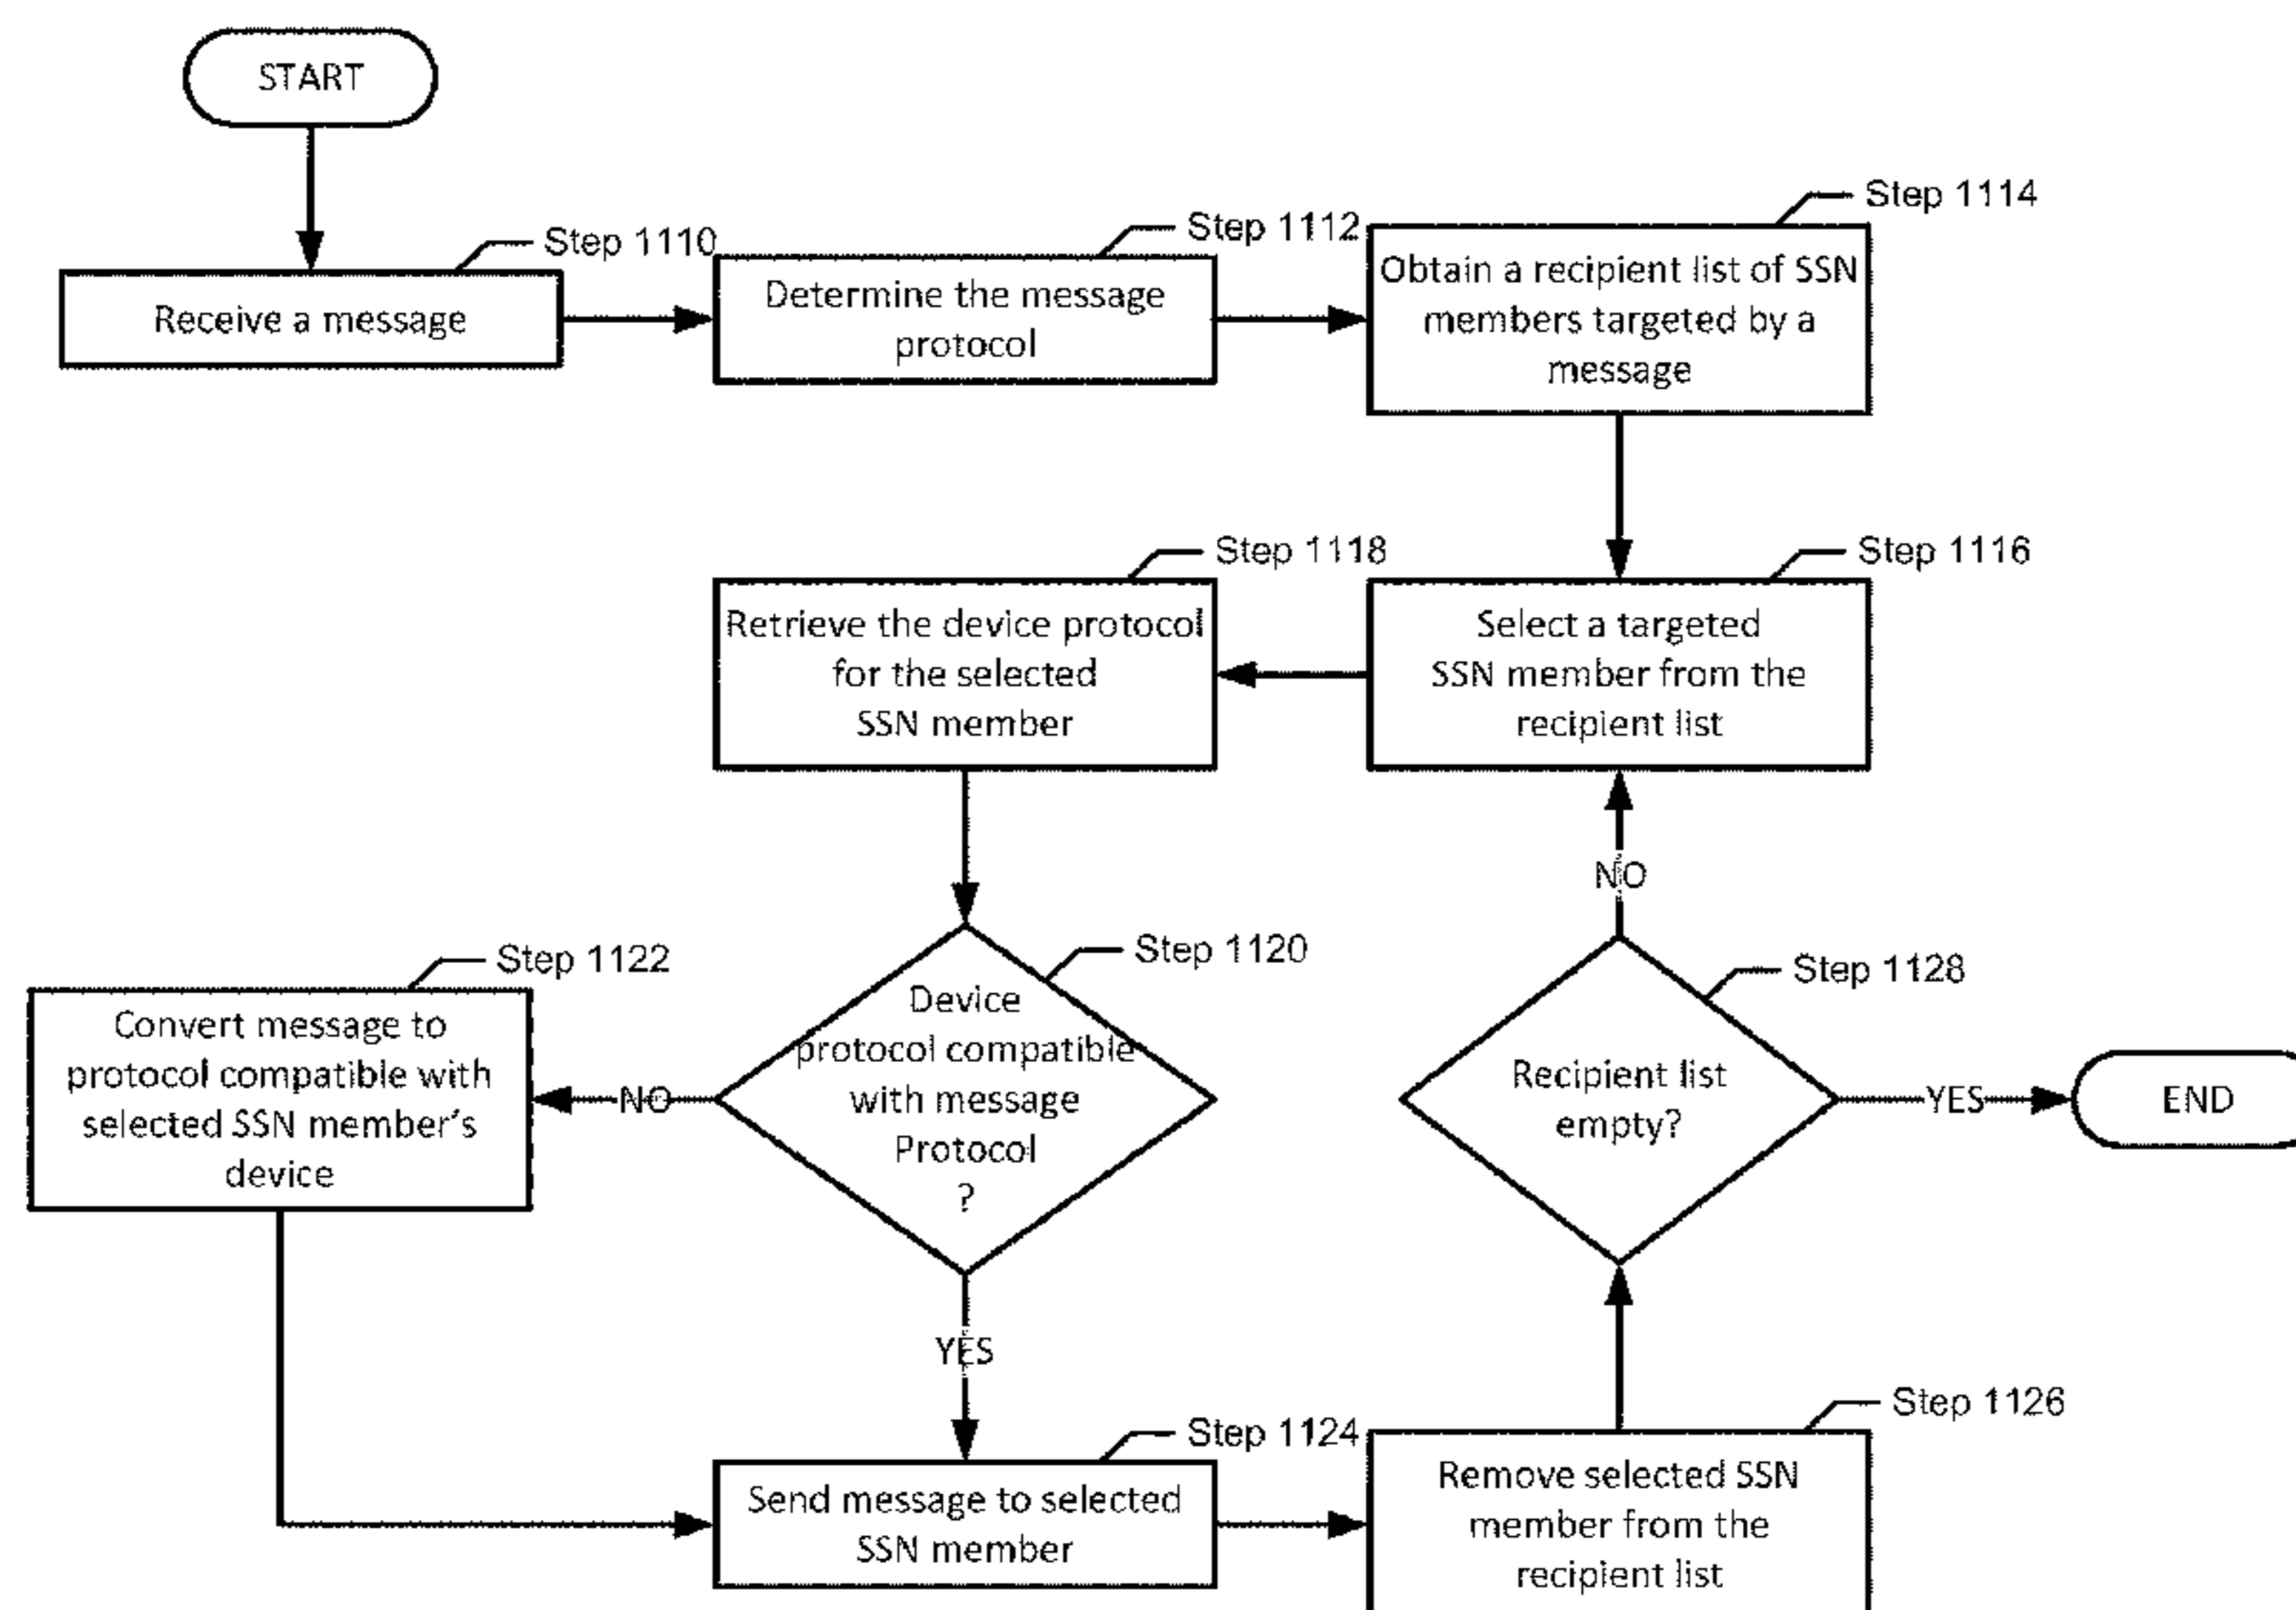 START
Step 1110
Receive a message
Step 1112
Determine the message
protocol
Step 1114
Obtain a recipient list of SSN
members targeted by a
message
Step 1116
Select a targeted
SSN member from the
recipient list
Step 1118
Retrieve the device protocol
for the selected
SSN member
Step 1120
Device
protocol compatible
with message
Protocol
?
NO
Step 1122
Convert message to
protocol compatible with
selected SSN member's
device
YES
Step 1124
Send message to selected
SSN member
Step 1126
Remove selected SSN
member from the
recipient list
Step 1128
Recipient list
empty?
NO
YES
END